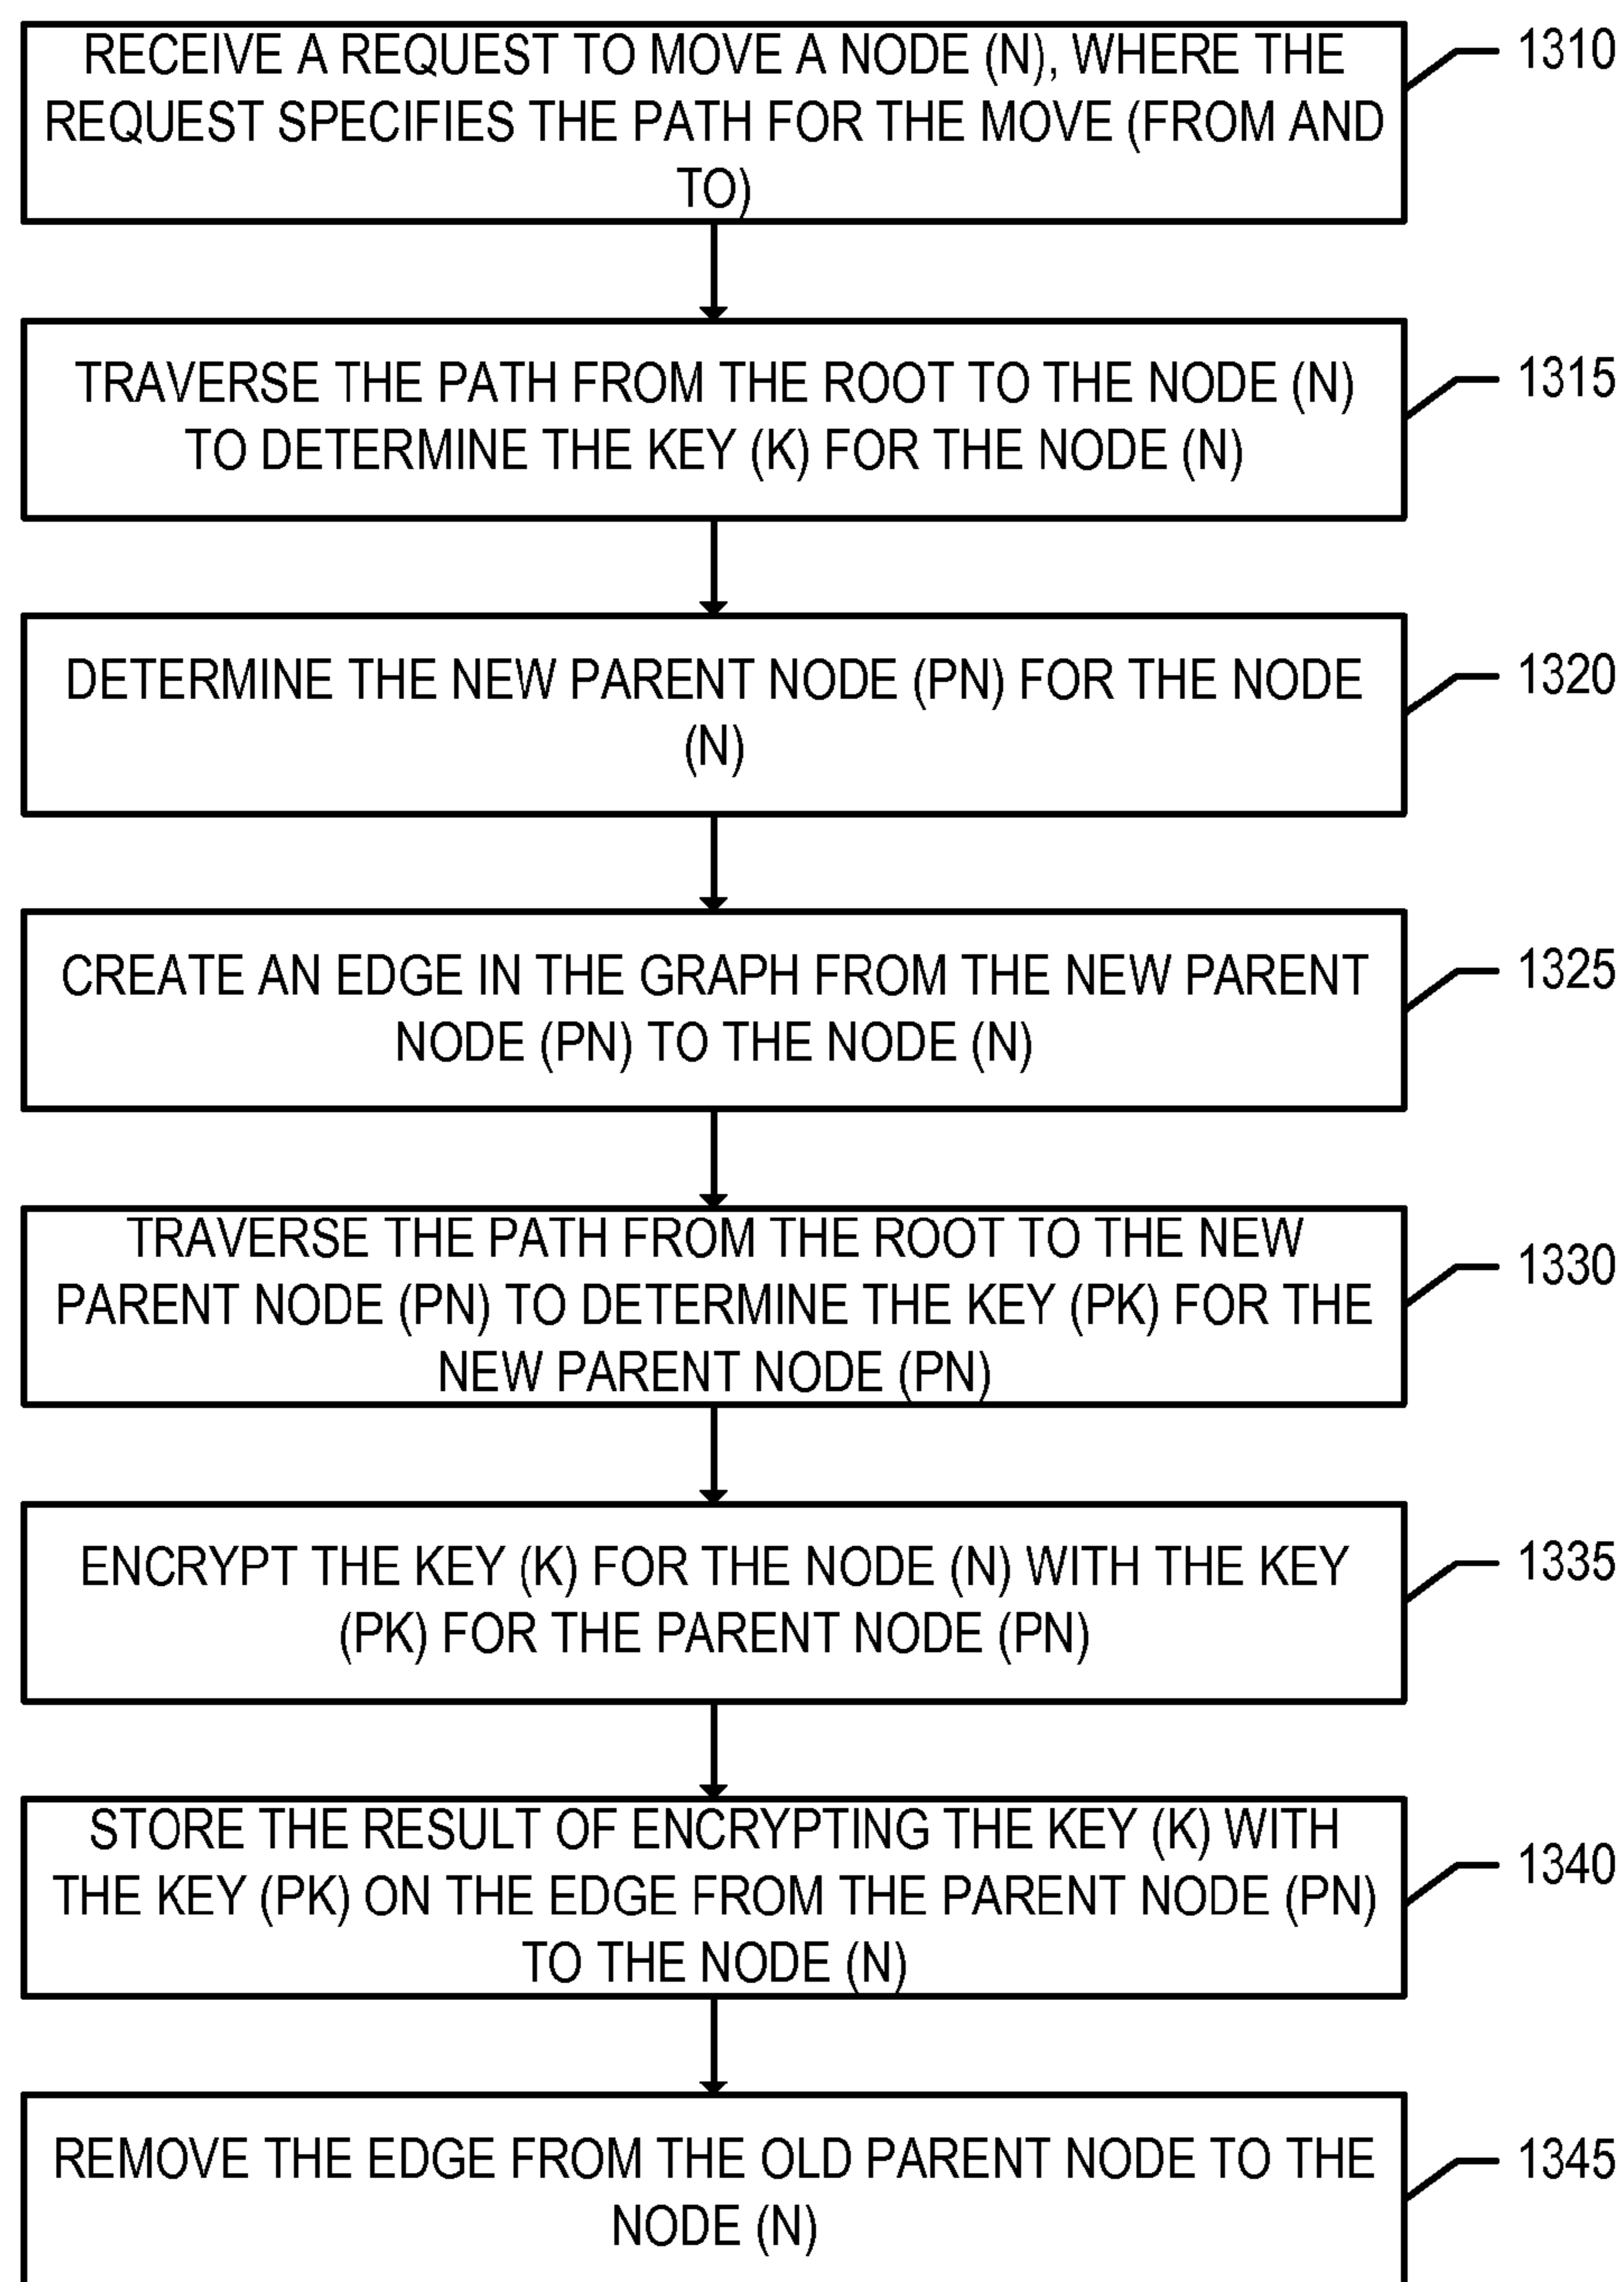 RECEIVE A REQUEST TO MOVE A NODE (N), WHERE THE
REQUEST SPECIFIES THE PATH FOR THE MOVE (FROM AND
TO)
1310
TRAVERSE THE PATH FROM THE ROOT TO THE NODE (N)
TO DETERMINE THE KEY (K) FOR THE NODE (N)
1315
DETERMINE THE NEW PARENT NODE (PN) FOR THE NODE
(N)
1320
CREATE AN EDGE IN THE GRAPH FROM THE NEW PARENT
NODE (PN) TO THE NODE (N)
1325
TRAVERSE THE PATH FROM THE ROOT TO THE NEW
PARENT NODE (PN) TO DETERMINE THE KEY (PK) FOR THE
NEW PARENT NODE (PN)
1330
ENCRYPT THE KEY (K) FOR THE NODE (N) WITH THE KEY
(PK) FOR THE PARENT NODE (PN)
1335
STORE THE RESULT OF ENCRYPTING THE KEY (K) WITH
THE KEY (PK) ON THE EDGE FROM THE PARENT NODE (PN)
TO THE NODE (N)
1340
REMOVE THE EDGE FROM THE OLD PARENT NODE TO THE
NODE (N)
1345